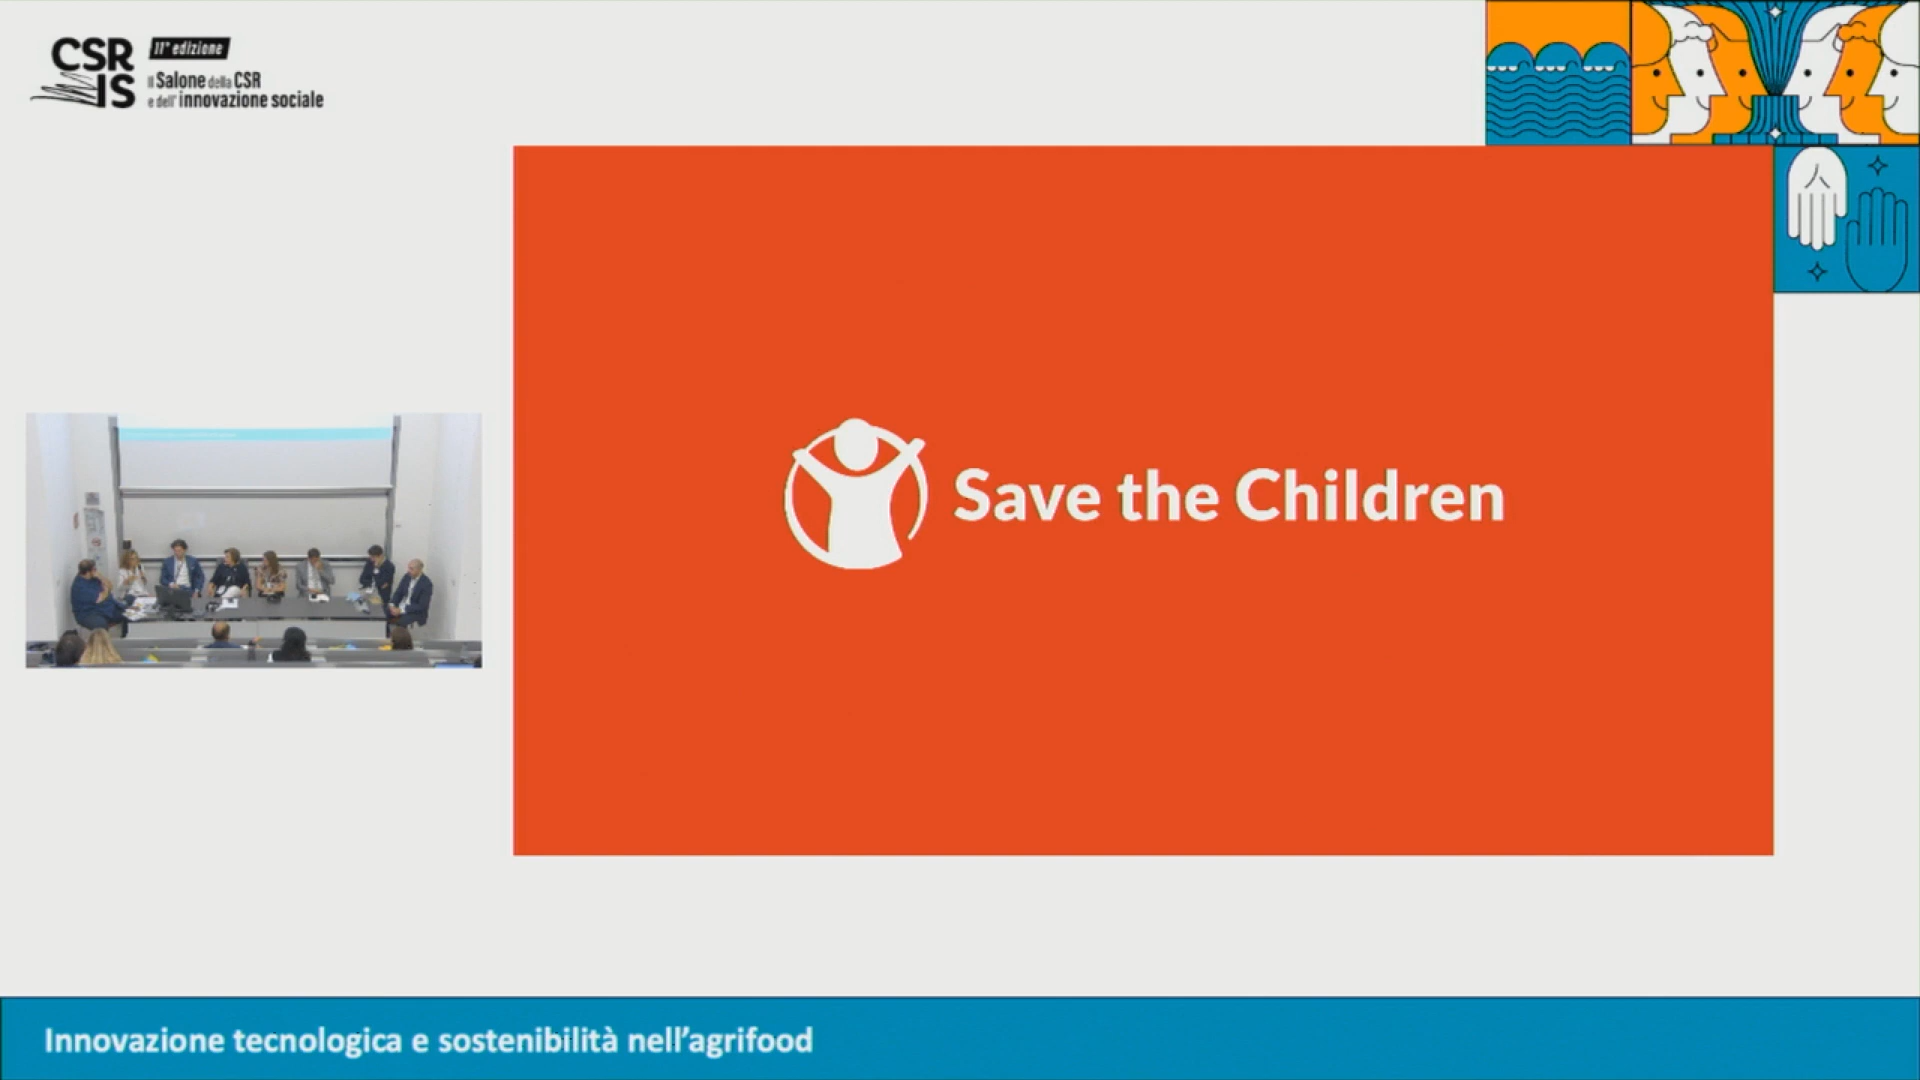 CSR
IS
11ª edizione
Il Salone della CSR
e dell'innovazione sociale
Save the Children
Innovazione tecnologica e sostenibilità nell'agrifood